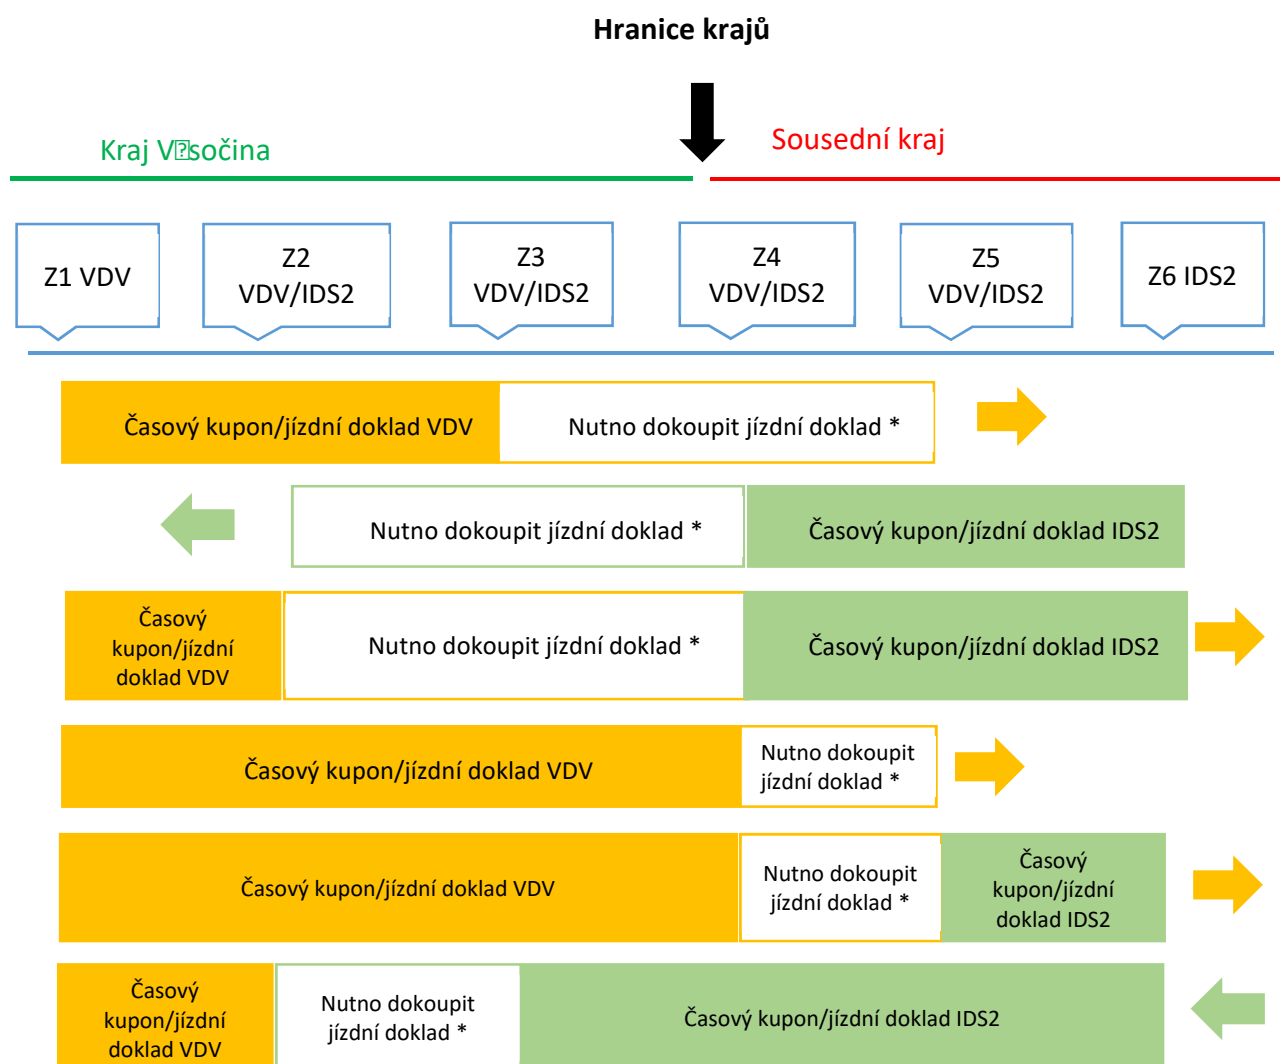 Hranice krajů
Kraj V�sočina
Sousední kraj
Z1 VDV
Z2
VDV/IDS2
Z3
VDV/IDS2
Z4
VDV/IDS2
Z5
VDV/IDS2
Z6 IDS2
Časový kupon/jízdní doklad VDV
Nutno dokoupit jízdní doklad *
Nutno dokoupit jízdní doklad *
Časový kupon/jízdní doklad IDS2
Časový
kupon/jízdní
doklad VDV
Nutno dokoupit jízdní doklad *
Časový kupon/jízdní doklad IDS2
Časový kupon/jízdní doklad VDV
Nutno dokoupit
jízdní doklad *
Časový kupon/jízdní doklad VDV
Nutno dokoupit
jízdní doklad *
Časový
kupon/jízdní
doklad IDS2
Časový
kupon/jízdní
doklad VDV
Nutno dokoupit
jízdní doklad *
Časový kupon/jízdní doklad IDS2